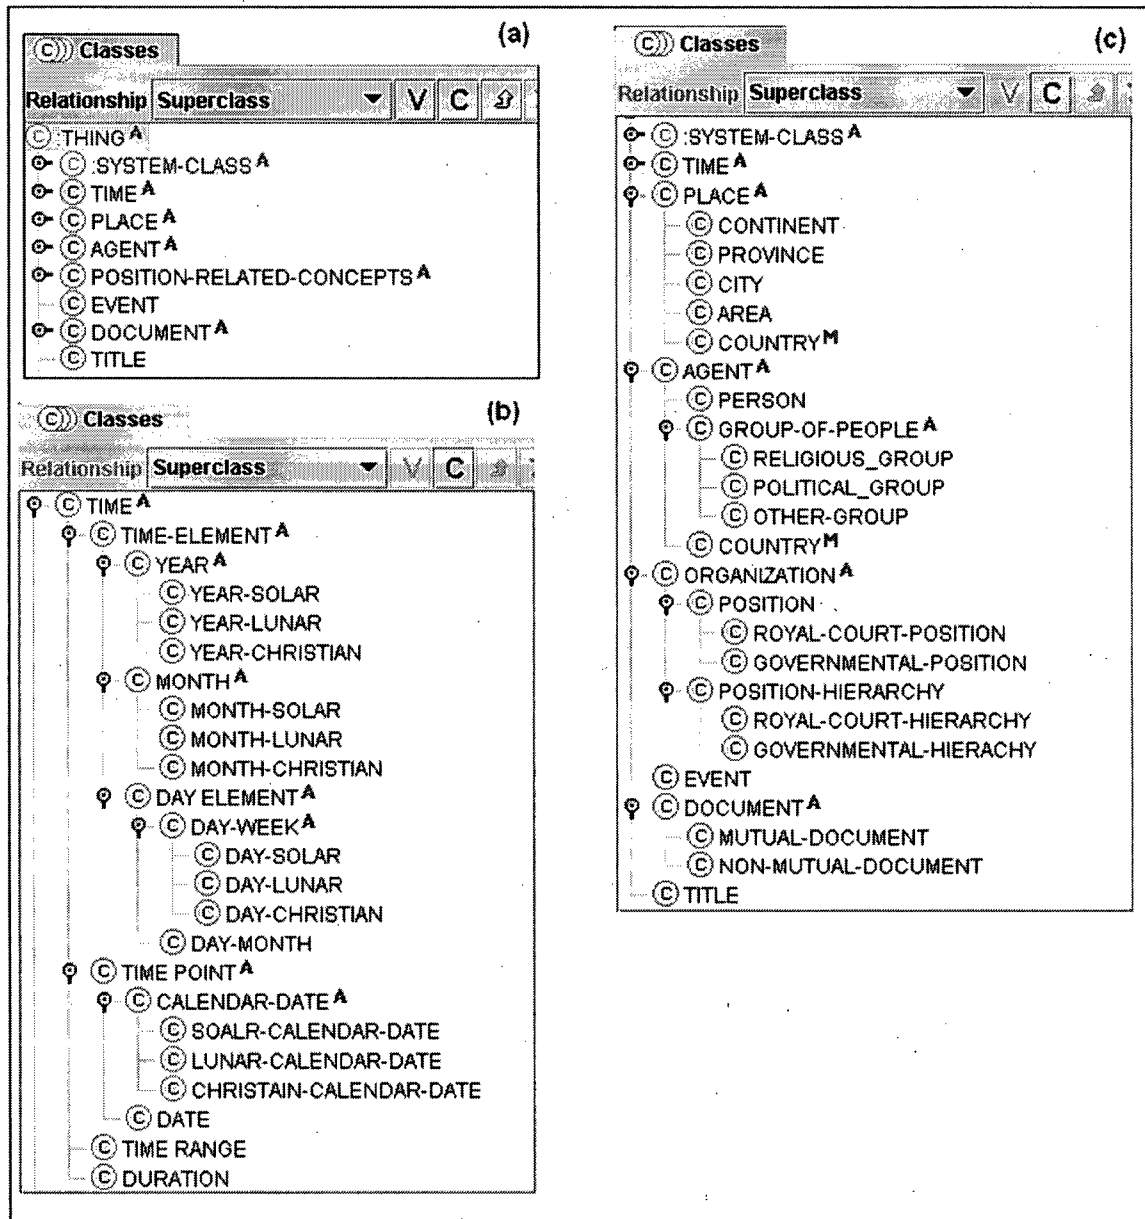 (a)
Classes
Relationship Superclass V C
C :THING A
C :SYSTEM-CLASS A
C TIME A
C PLACE A
C AGENT A
C POSITION-RELATED-CONCEPTS A
C EVENT
C DOCUMENT A
C TITLE
(b)
Classes
Relationship Superclass V C
C TIME A
C TIME-ELEMENT A
C YEAR A
C YEAR-SOLAR
C YEAR-LUNAR
C YEAR-CHRISTIAN
C MONTH A
C MONTH-SOLAR
C MONTH-LUNAR
C MONTH-CHRISTIAN
C DAY ELEMENT A
C DAY-WEEK A
C DAY-SOLAR
C DAY-LUNAR
C DAY-CHRISTIAN
C DAY-MONTH
C TIME POINT A
C CALENDAR-DATE A
C SOALR-CALENDAR-DATE
C LUNAR-CALENDAR-DATE
C CHRISTAIN-CALENDAR-DATE
C DATE
C TIME RANGE
C DURATION
(c)
Classes
Relationship Superclass V C
C :SYSTEM-CLASS A
C TIME A
C PLACE A
C CONTINENT
C PROVINCE
C CITY
C AREA
C COUNTRY M
C AGENT A
C PERSON
C GROUP-OF-PEOPLE A
C RELIGIOUS_GROUP
C POLITICAL_GROUP
C OTHER-GROUP
C COUNTRY M
C ORGANIZATION A
C POSITION
C ROYAL-COURT-POSITION
C GOVERNMENTAL-POSITION
C POSITION-HIERARCHY
C ROYAL-COURT-HIERARCHY
C GOVERNMENTAL-HIERACHY
C EVENT
C DOCUMENT A
C MUTUAL-DOCUMENT
C NON-MUTUAL-DOCUMENT
C TITLE